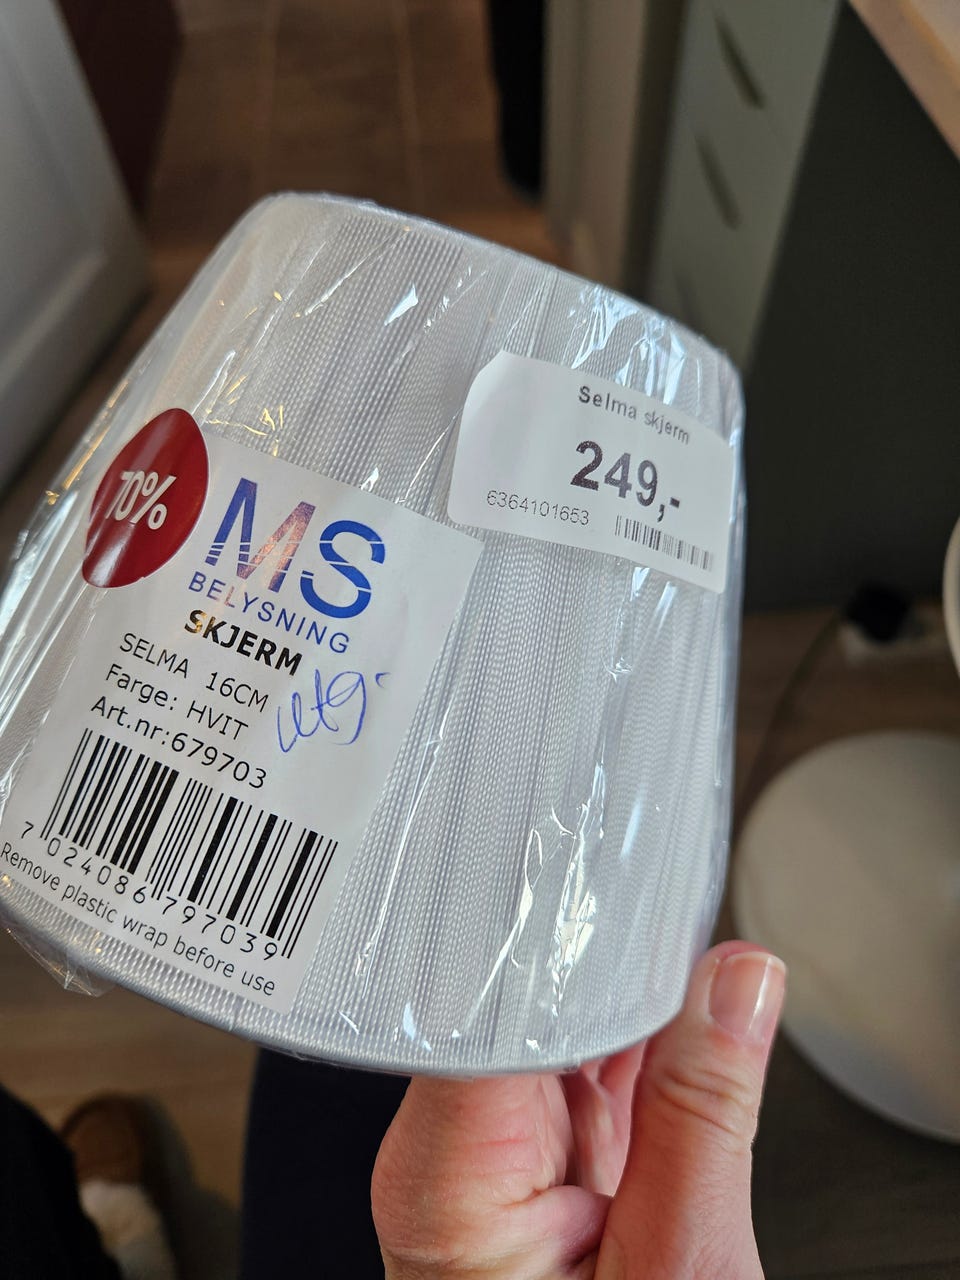 Selma skjerm
249,-
6364101653
70%
MS
BELYSNING
SKJERM
SELMA 16CM
Farge: HVIT
Art.nr:679703
7 024086 797039
Remove plastic wrap before use